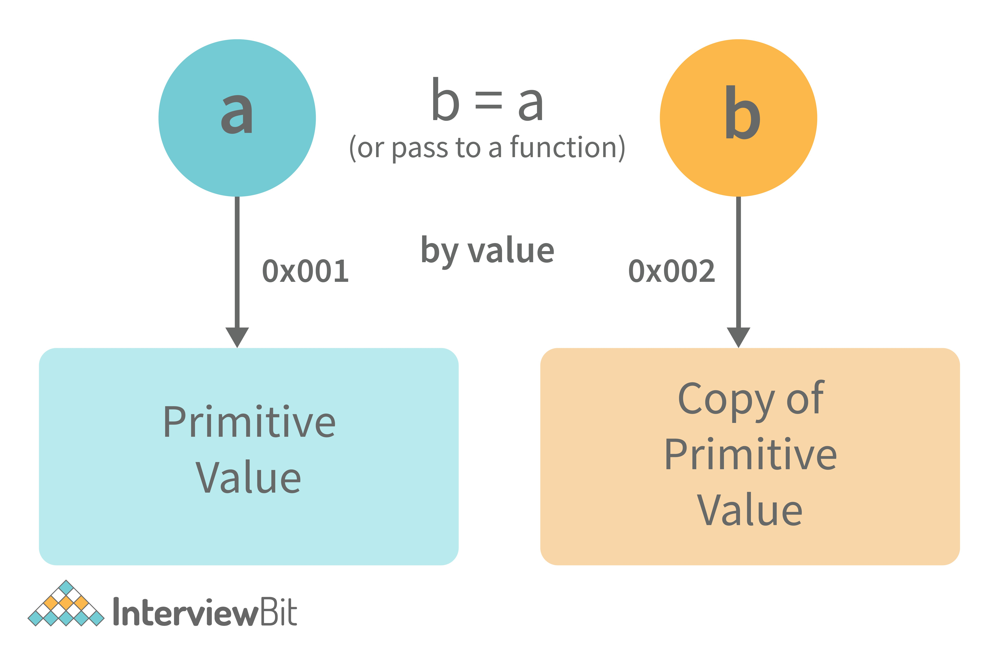 a
b = a
(or pass to a function)
b
by value
0x001
0x002
Primitive
Value
Copy of
Primitive
Value
InterviewBit